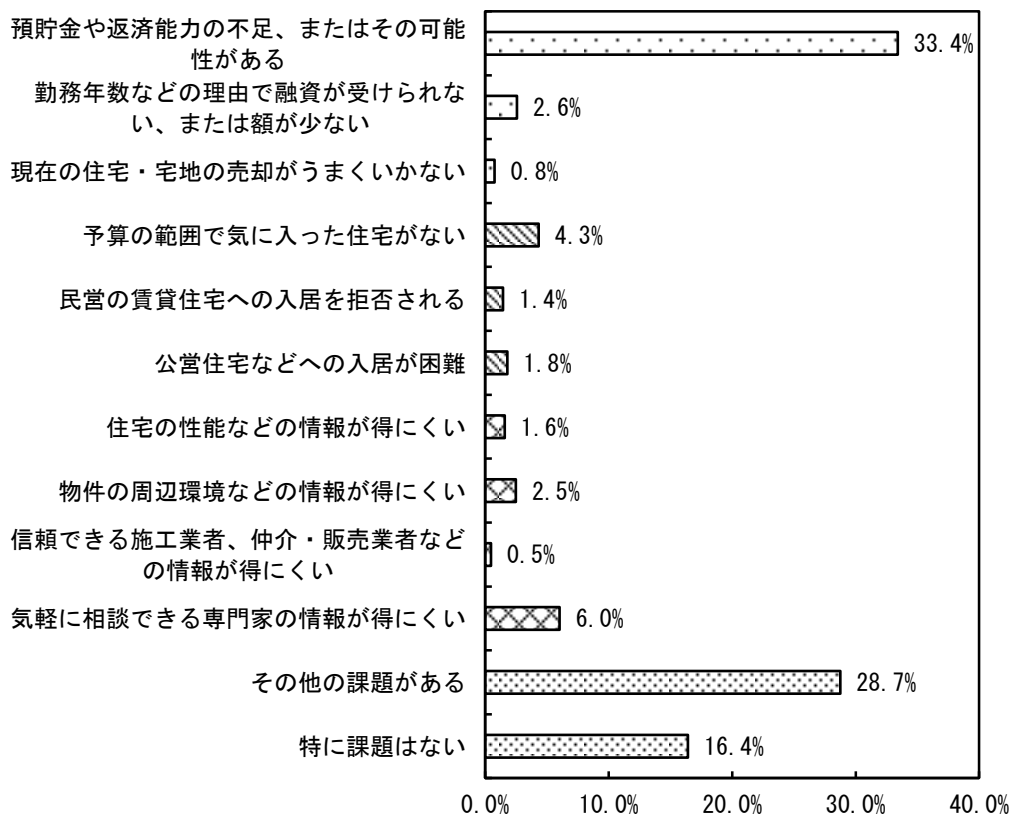 預貯金や返済能力の不足、またはその可能
性がある
33.4%
勤務年数などの理由で融資が受けられな
い、または額が少ない
2.6%
現在の住宅・宅地の売却がうまくいかない
0.8%
予算の範囲で気に入った住宅がない
4.3%
民営の賃貸住宅への入居を拒否される
1.4%
公営住宅などへの入居が困難
1.8%
住宅の性能などの情報が得にくい
1.6%
物件の周辺環境などの情報が得にくい
2.5%
信頼できる施工業者、仲介・販売業者など
の情報が得にくい
0.5%
気軽に相談できる専門家の情報が得にくい
6.0%
その他の課題がある
28.7%
特に課題はない
16.4%
0.0% 10.0% 20.0% 30.0% 40.0%